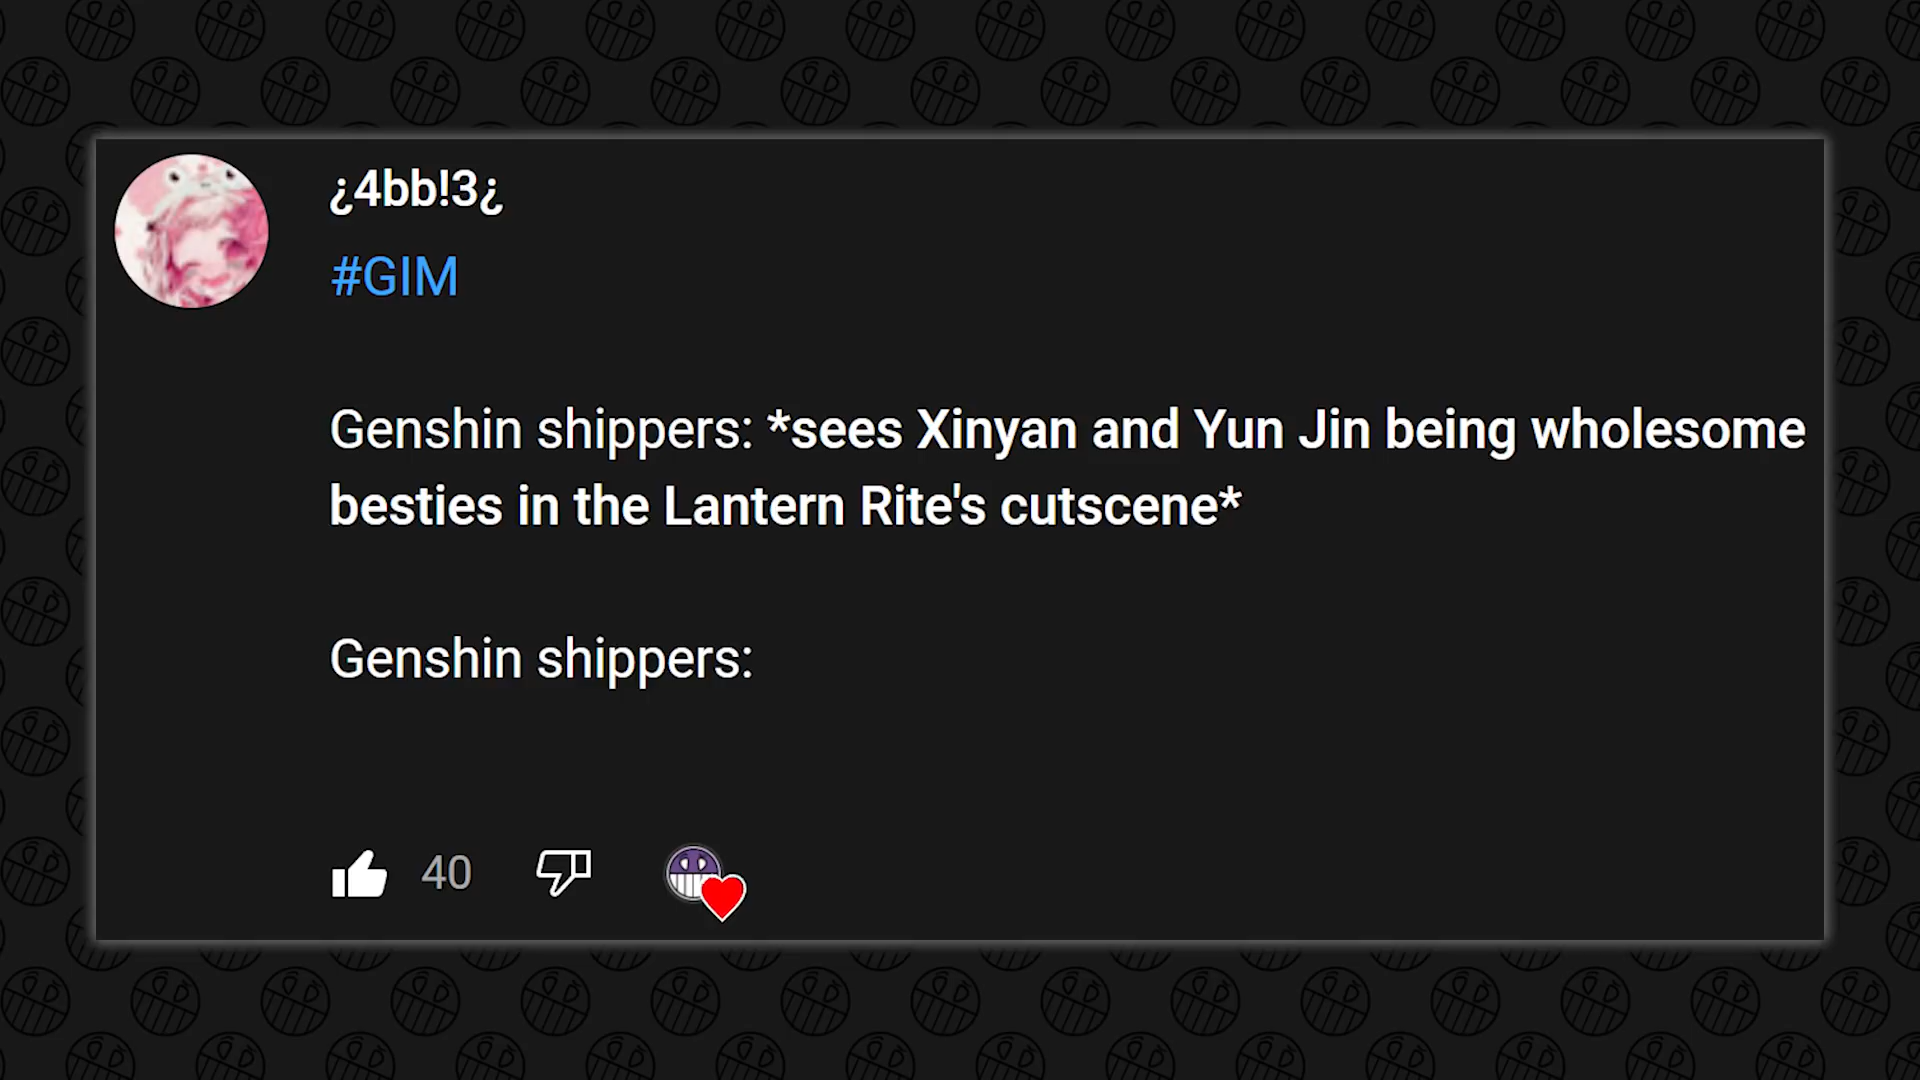 ¿4bb!3¿
#GIM
Genshin shippers: *sees Xinyan and Yun Jin being wholesome
besties in the Lantern Rite's cutscene*
Genshin shippers:
40